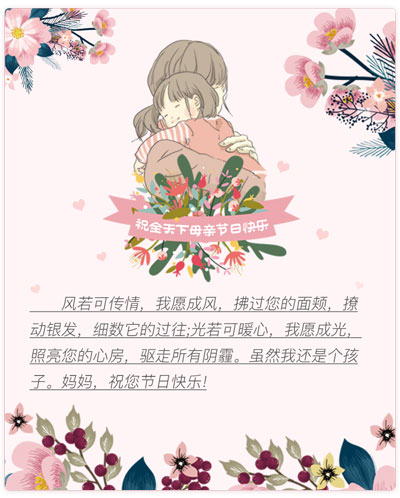 祝全天下母亲节日快乐
风若可传情，我愿成风，拂过您的面颊，撩
动银发，细数它的过往;光若可暖心，我愿成光，
照亮您的心房，驱走所有阴霾。虽然我还是个孩
子。妈妈，祝您节日快乐!